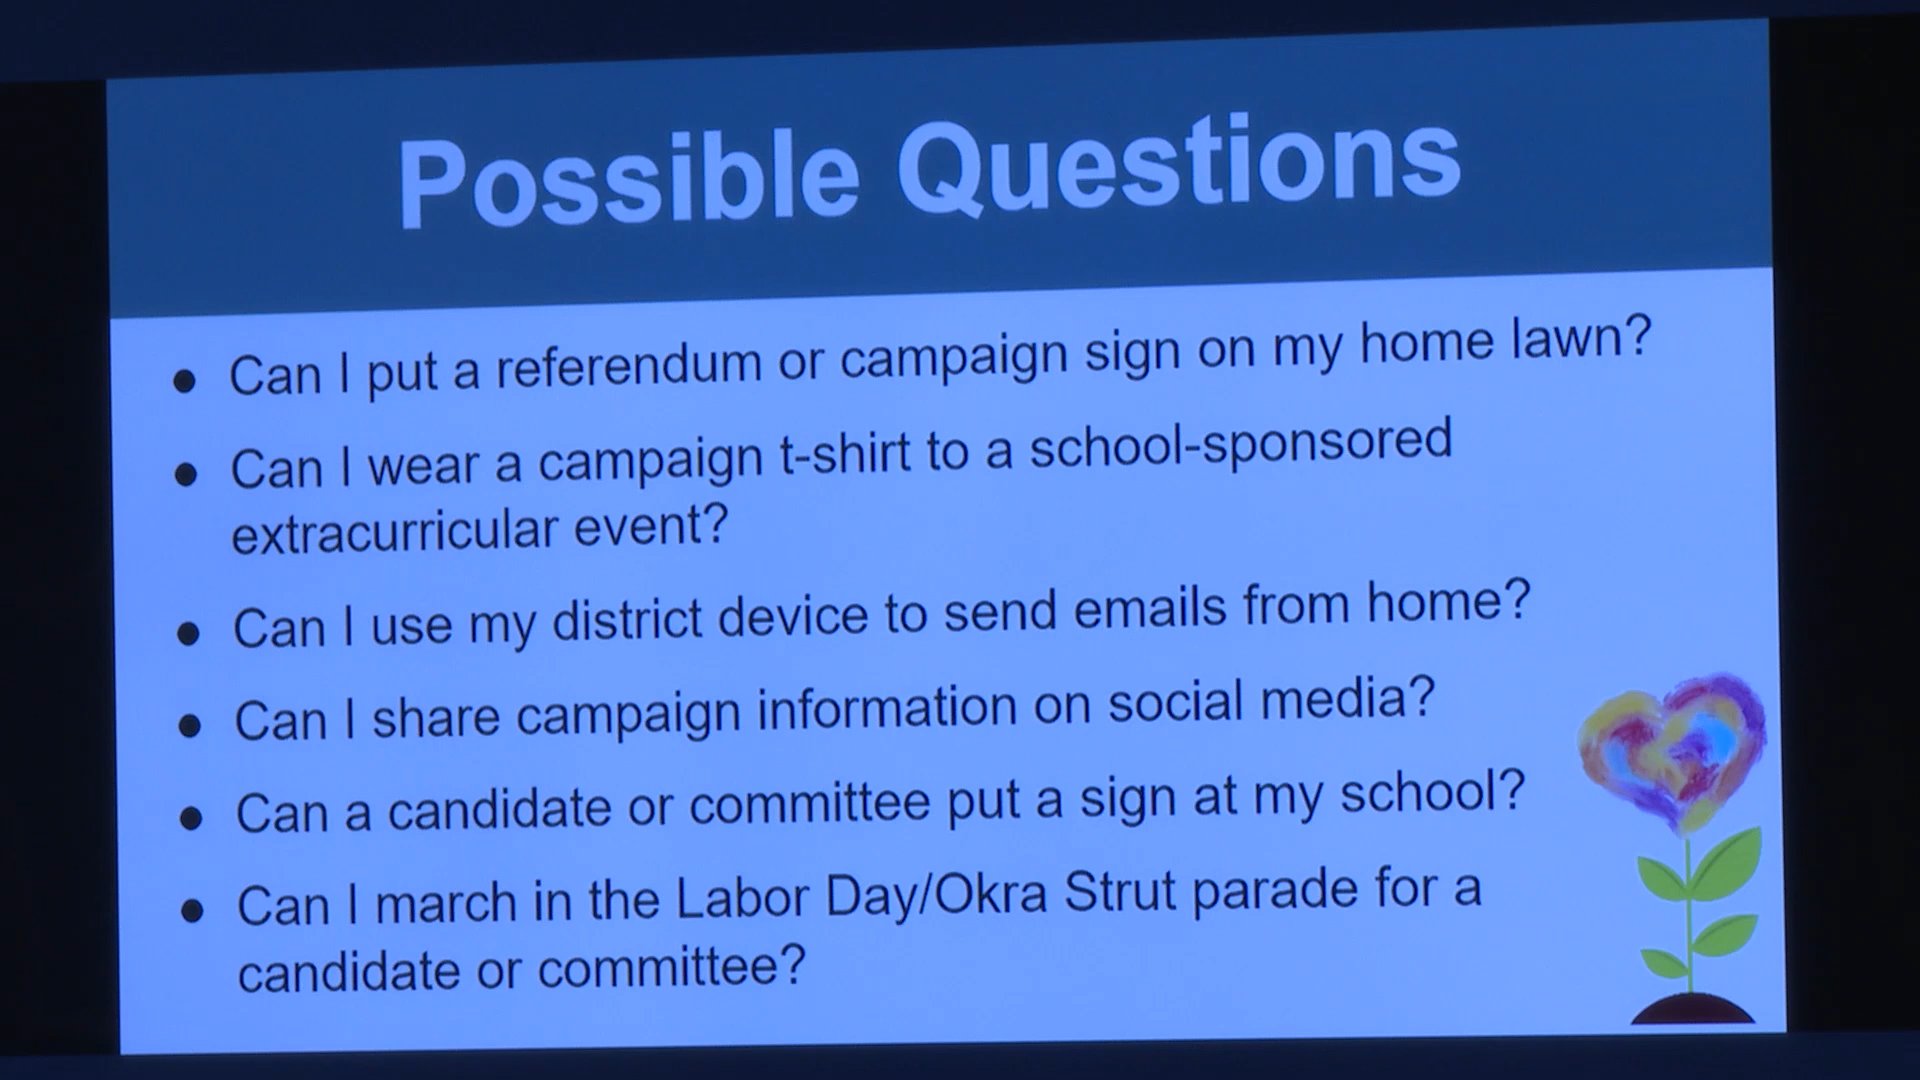 Possible Questions
● Can I put a referendum or campaign sign on my home lawn?
● Can I wear a campaign t-shirt to a school-sponsored
extracurricular event?
● Can I use my district device to send emails from home?
● Can I share campaign information on social media?
● Can a candidate or committee put a sign at my school?
● Can I march in the Labor Day/Okra Strut parade for a
candidate or committee?